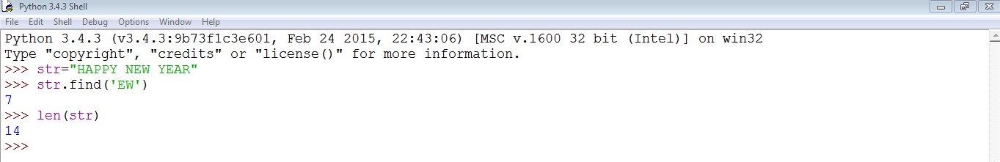 Python 3.4.3 Shell
File Edit Shell Debug Options Window Help
Python 3.4.3 (v3.4.3:9b73f1c3e601, Feb 24 2015, 22:43:06) [MSC v.1600 32 bit (Intel)] on win32
Type "copyright", "credits" or "license()" for more information.
>>> str="HAPPY NEW YEAR"
>>> str.find('EW')
7
>>> len(str)
14
>>>